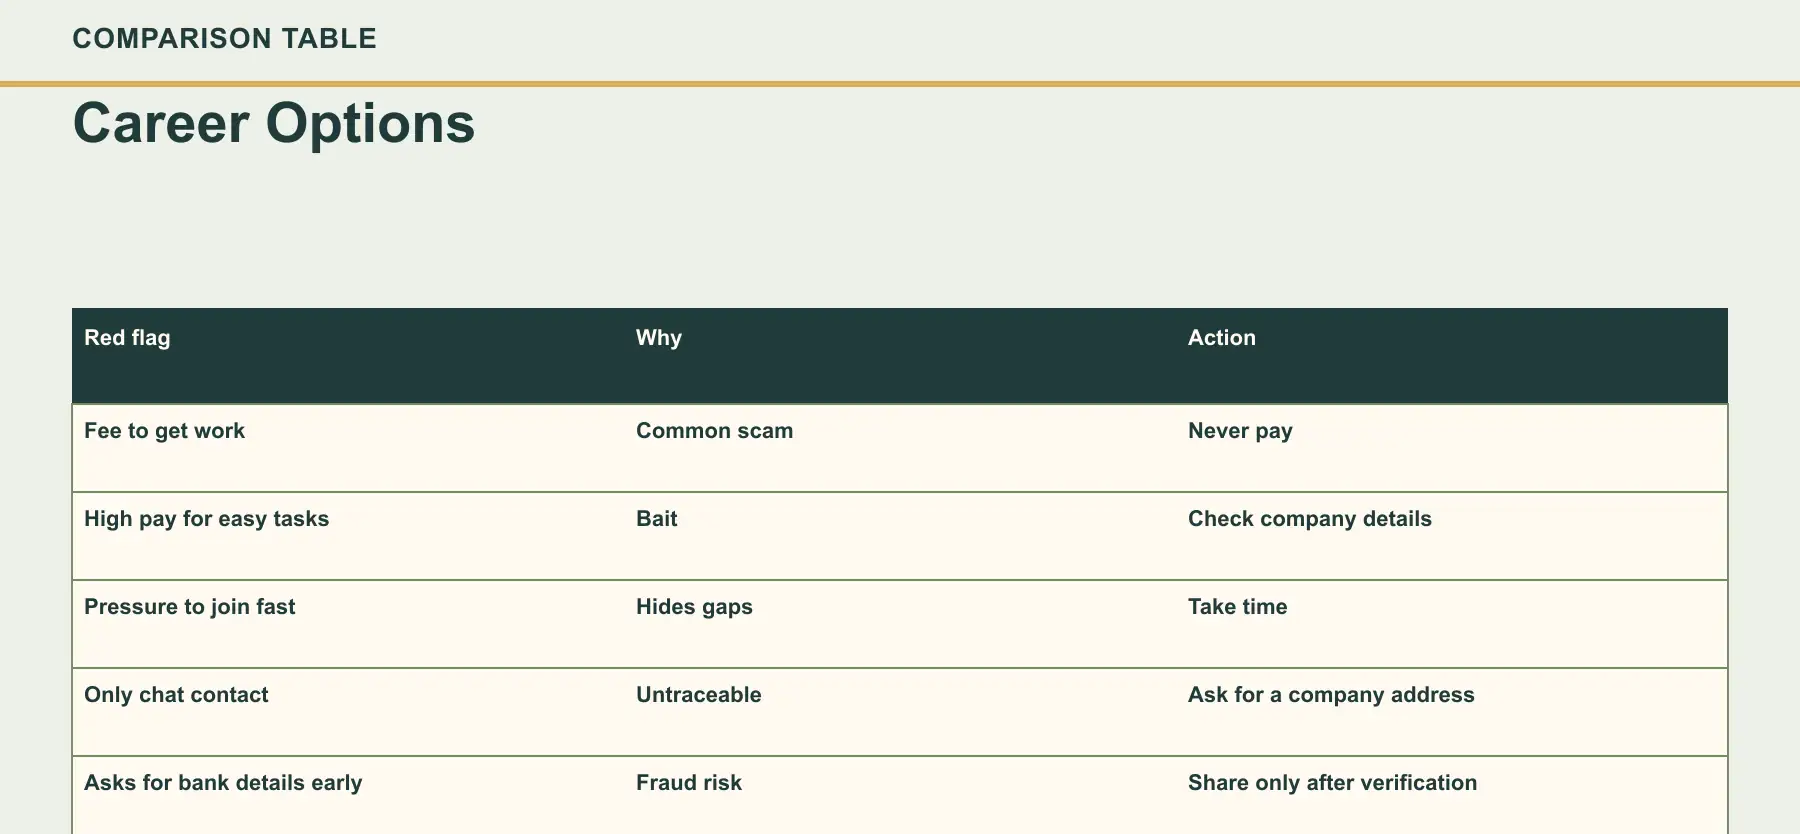 COMPARISON TABLE
Career Options
Red flag Why Action
Fee to get work Common scam Never pay
High pay for easy tasks Bait Check company details
Pressure to join fast Hides gaps Take time
Only chat contact Untraceable Ask for a company address
Asks for bank details early Fraud risk Share only after verification